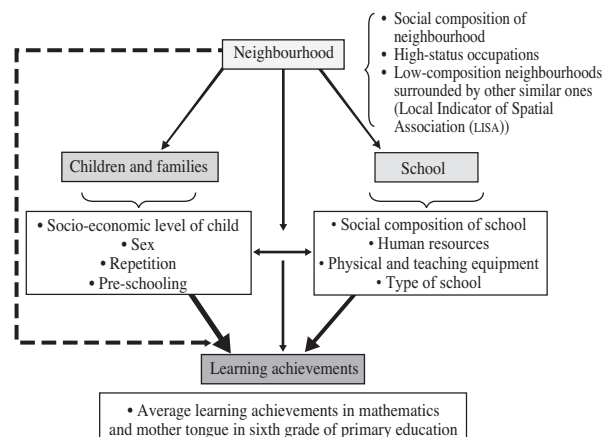 Neighbourhood
• Social composition of
neighbourhood
• High-status occupations
• Low-composition neighbourhoods
surrounded by other similar ones
(Local Indicator of Spatial
Association (LISA))
Children and families
School
• Socio-economic level of child
• Sex
• Repetition
• Pre-schooling
• Social composition of school
• Human resources
• Physical and teaching equipment
• Type of school
Learning achievements
• Average learning achievements in mathematics
and mother tongue in sixth grade of primary education